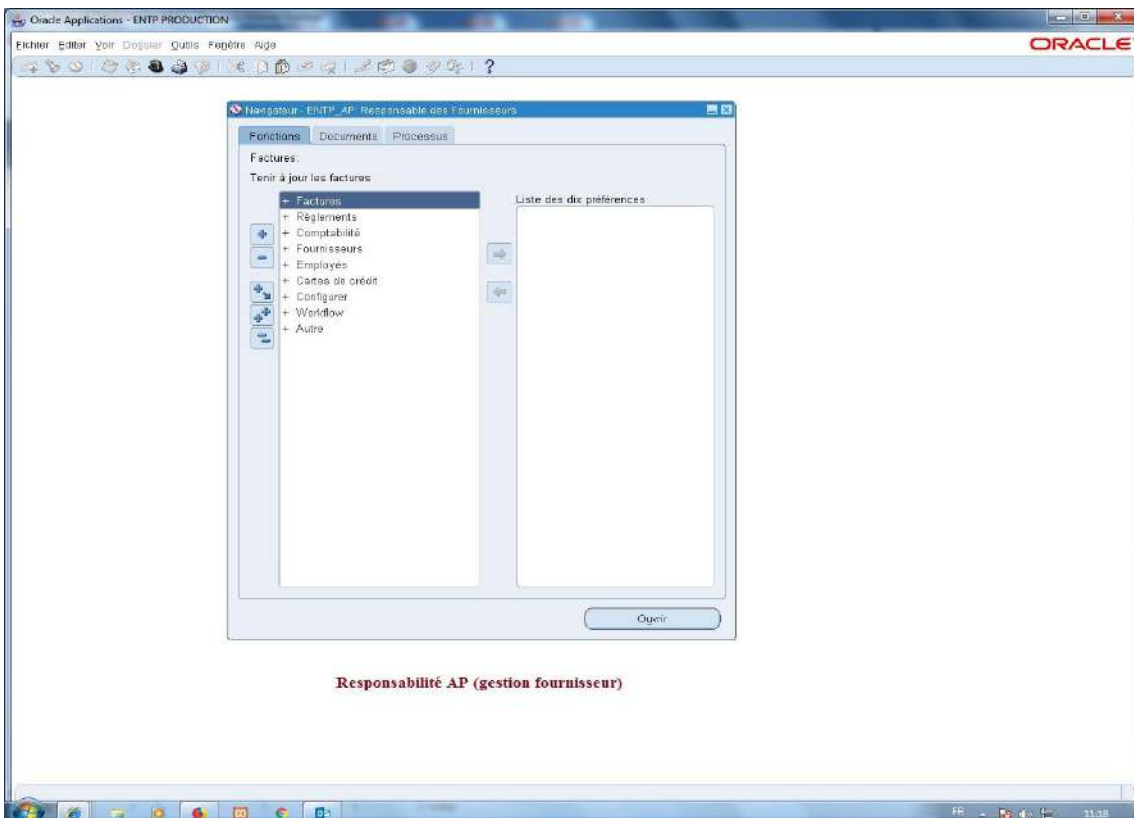 Oracle Applications - ENTP PRODUCTION
Fichier Editer Voir Dossier Outils Fenêtre Aide
ORACLE
?
Navigateur - ENTP_AP: Responsable des Fournisseurs
Fonctions Documents Processus
Factures:
Tenir à jour les factures
+ Factures
+ Règlements
+ Comptabilité
+ Fournisseurs
+ Employés
+ Cartes de crédit
+ Configurer
+ Workflow
+ Autre
Liste des dix préférences
Ouvrir
Responsabilité AP (gestion fournisseur)
FR 11:18